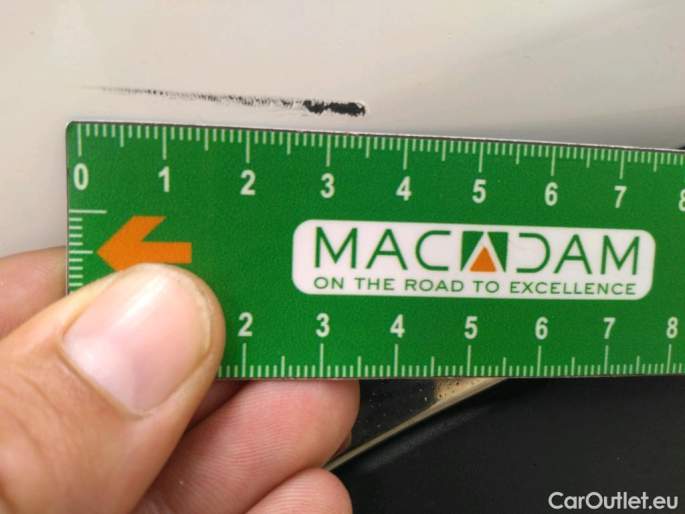 0 1 2 3 4 5 6 7 8
MACADAM
ON THE ROAD TO EXCELLENCE
2 3 4 5 6 7 8
CarOutlet.eu